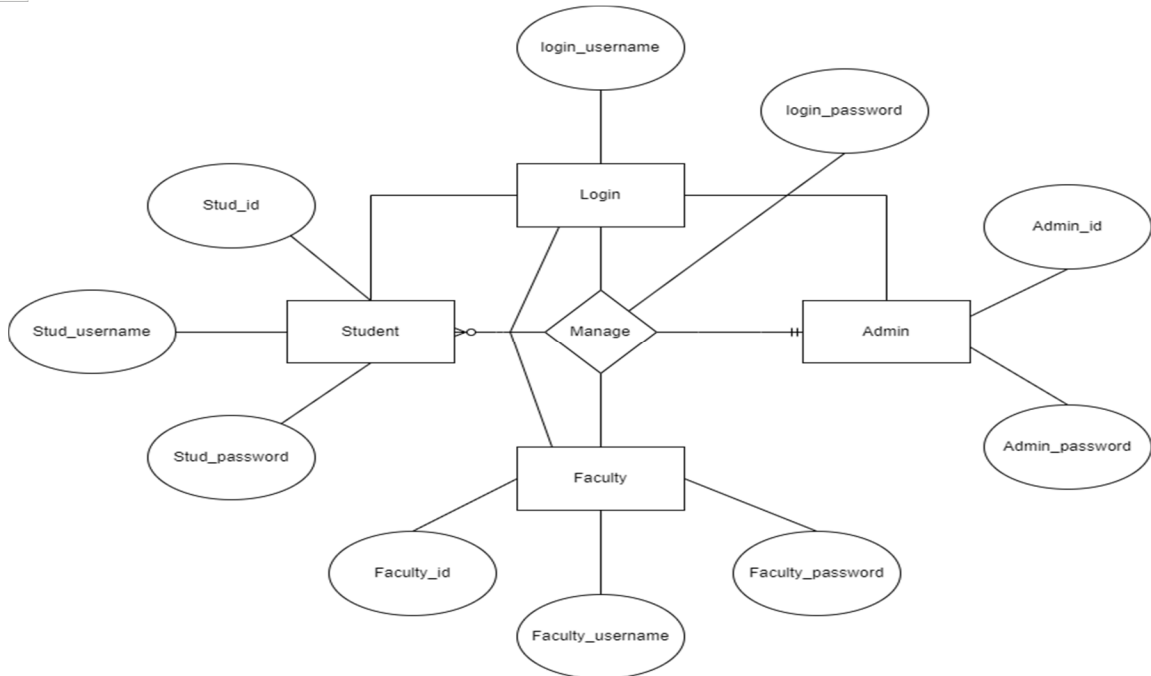 login_username
login_password
Login
Stud_id
Admin_id
Stud_username
Student
Manage
Admin
Stud_password
Admin_password
Faculty
Faculty_id
Faculty_password
Faculty_username